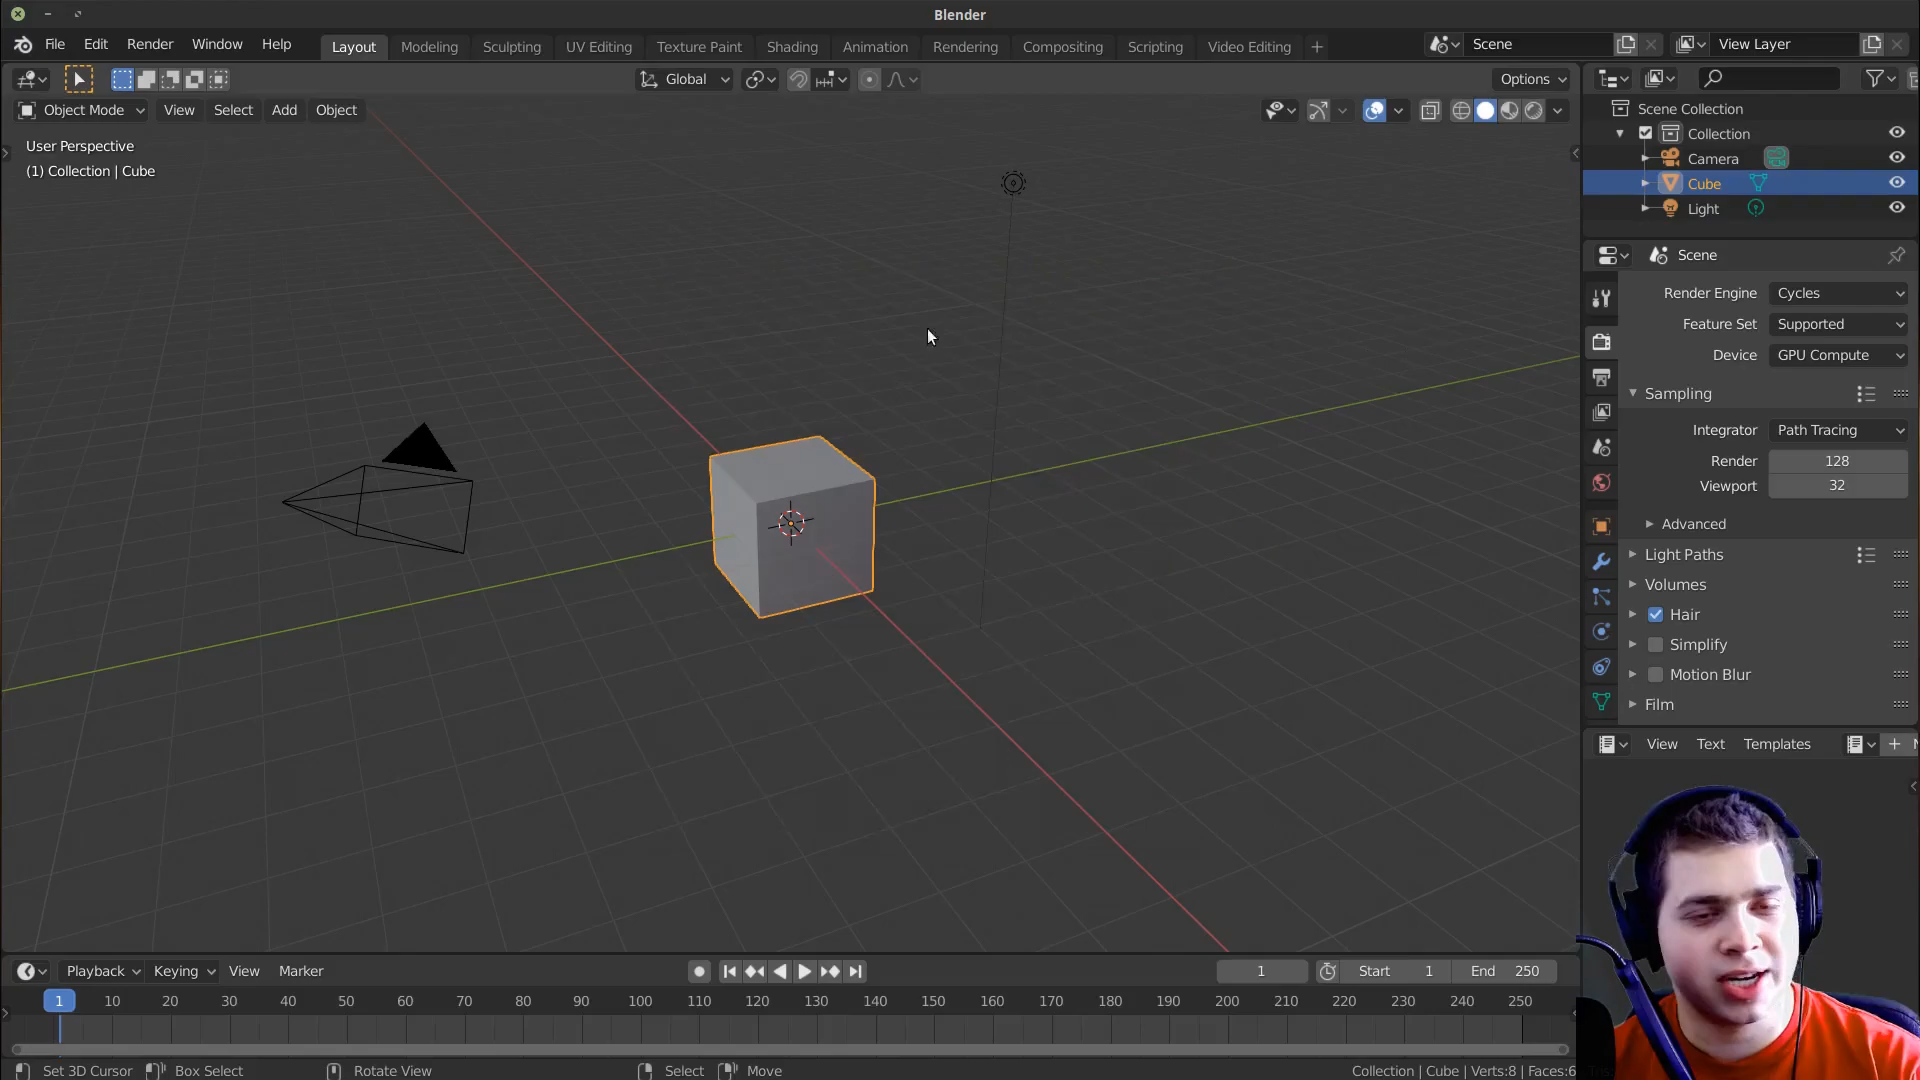 Blender
File Edit Render Window Help Layout Modeling Sculpting UV Editing Texture Paint Shading Animation Rendering Compositing Scripting Video Editing + Scene View Layer
Global Options
Object Mode View Select Add Object
User Perspective
(1) Collection | Cube
Scene Collection
Collection
Camera
Cube
Light
Scene
Render Engine Cycles
Feature Set Supported
Device GPU Compute
Sampling
Integrator Path Tracing
Render 128
Viewport 32
Advanced
Light Paths
Volumes
Hair
Simplify
Motion Blur
Film
View Text Templates +
Playback Keying View Marker 1 Start 1 End 250
1 10 20 30 40 50 60 70 80 90 100 110 120 130 140 150 160 170 180 190 200 210 220 230 240 250
Set 3D Cursor Box Select Rotate View Select Move Collection | Cube | Verts:8 | Faces:6